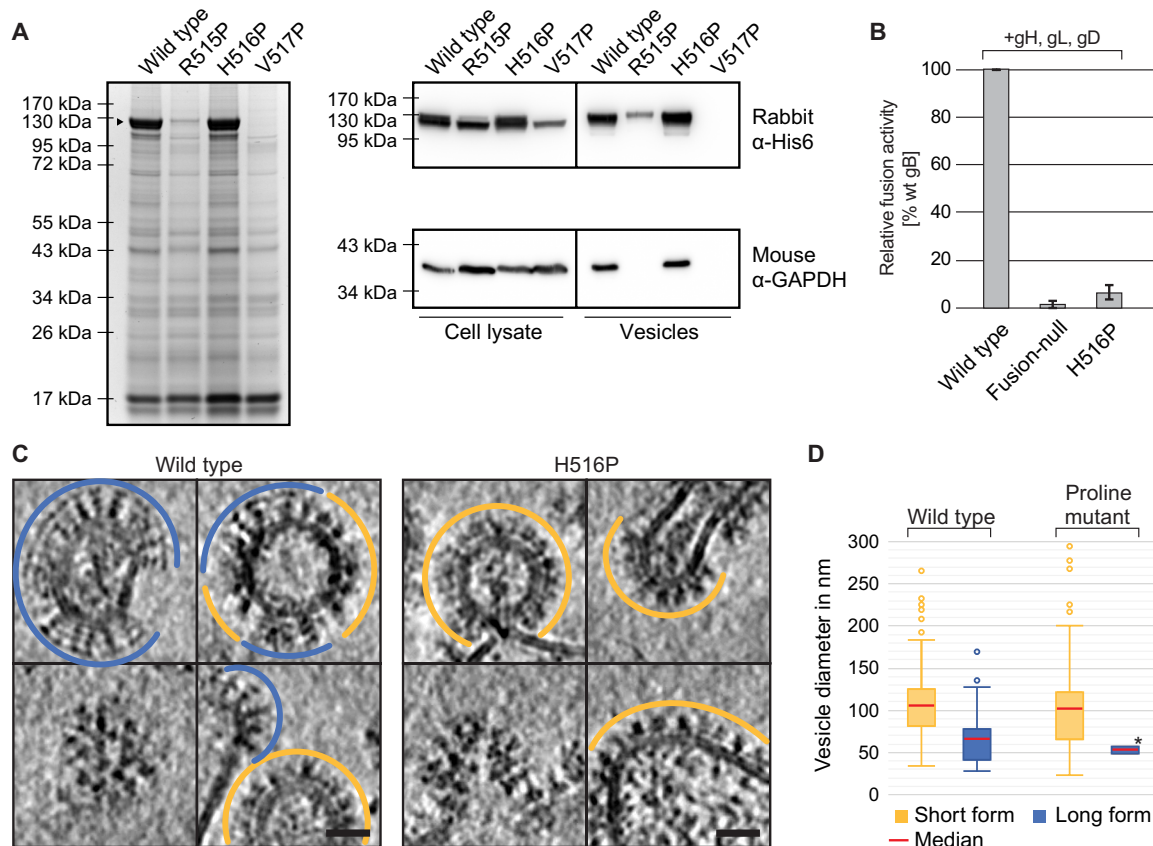 A
Wild type
R515P
H516P
V517P
170 kDa
130 kDa
95 kDa
72 kDa
55 kDa
43 kDa
34 kDa
26 kDa
17 kDa
Wild type
R515P
H516P
V517P
Wild type
R515P
H516P
V517P
170 kDa
130 kDa
95 kDa
Rabbit
α-His6
43 kDa
34 kDa
Mouse
α-GAPDH
Cell lysate
Vesicles
B
+gH, gL, gD
Relative fusion activity
[% wt gB]
100
80
60
40
20
0
Wild type
Fusion-null
H516P
C
Wild type
H516P
D
Wild type
Proline
mutant
Vesicle diameter in nm
300
250
200
150
100
50
0
*
Short form
Long form
Median